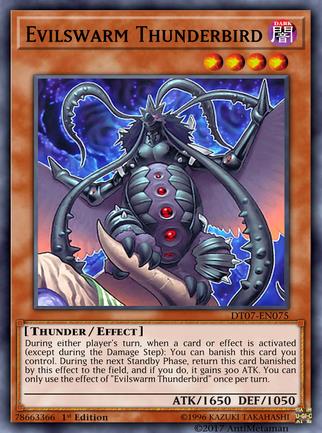 Evilswarm Thunderbird
DARK
闇
DT07-EN075
[ Thunder / Effect ]
During either player's turn, when a card or effect is activated
(except during the Damage Step): You can banish this card you
control. During the next Standby Phase, return this card banished
by this effect to the field, and if you do, it gains 300 ATK. You can
only use the effect of "Evilswarm Thunderbird" once per turn.
ATK/1650 DEF/1050
78663366 1st Edition ©1996 KAZUKI TAKAHASHI
©2017 AntiMetaman